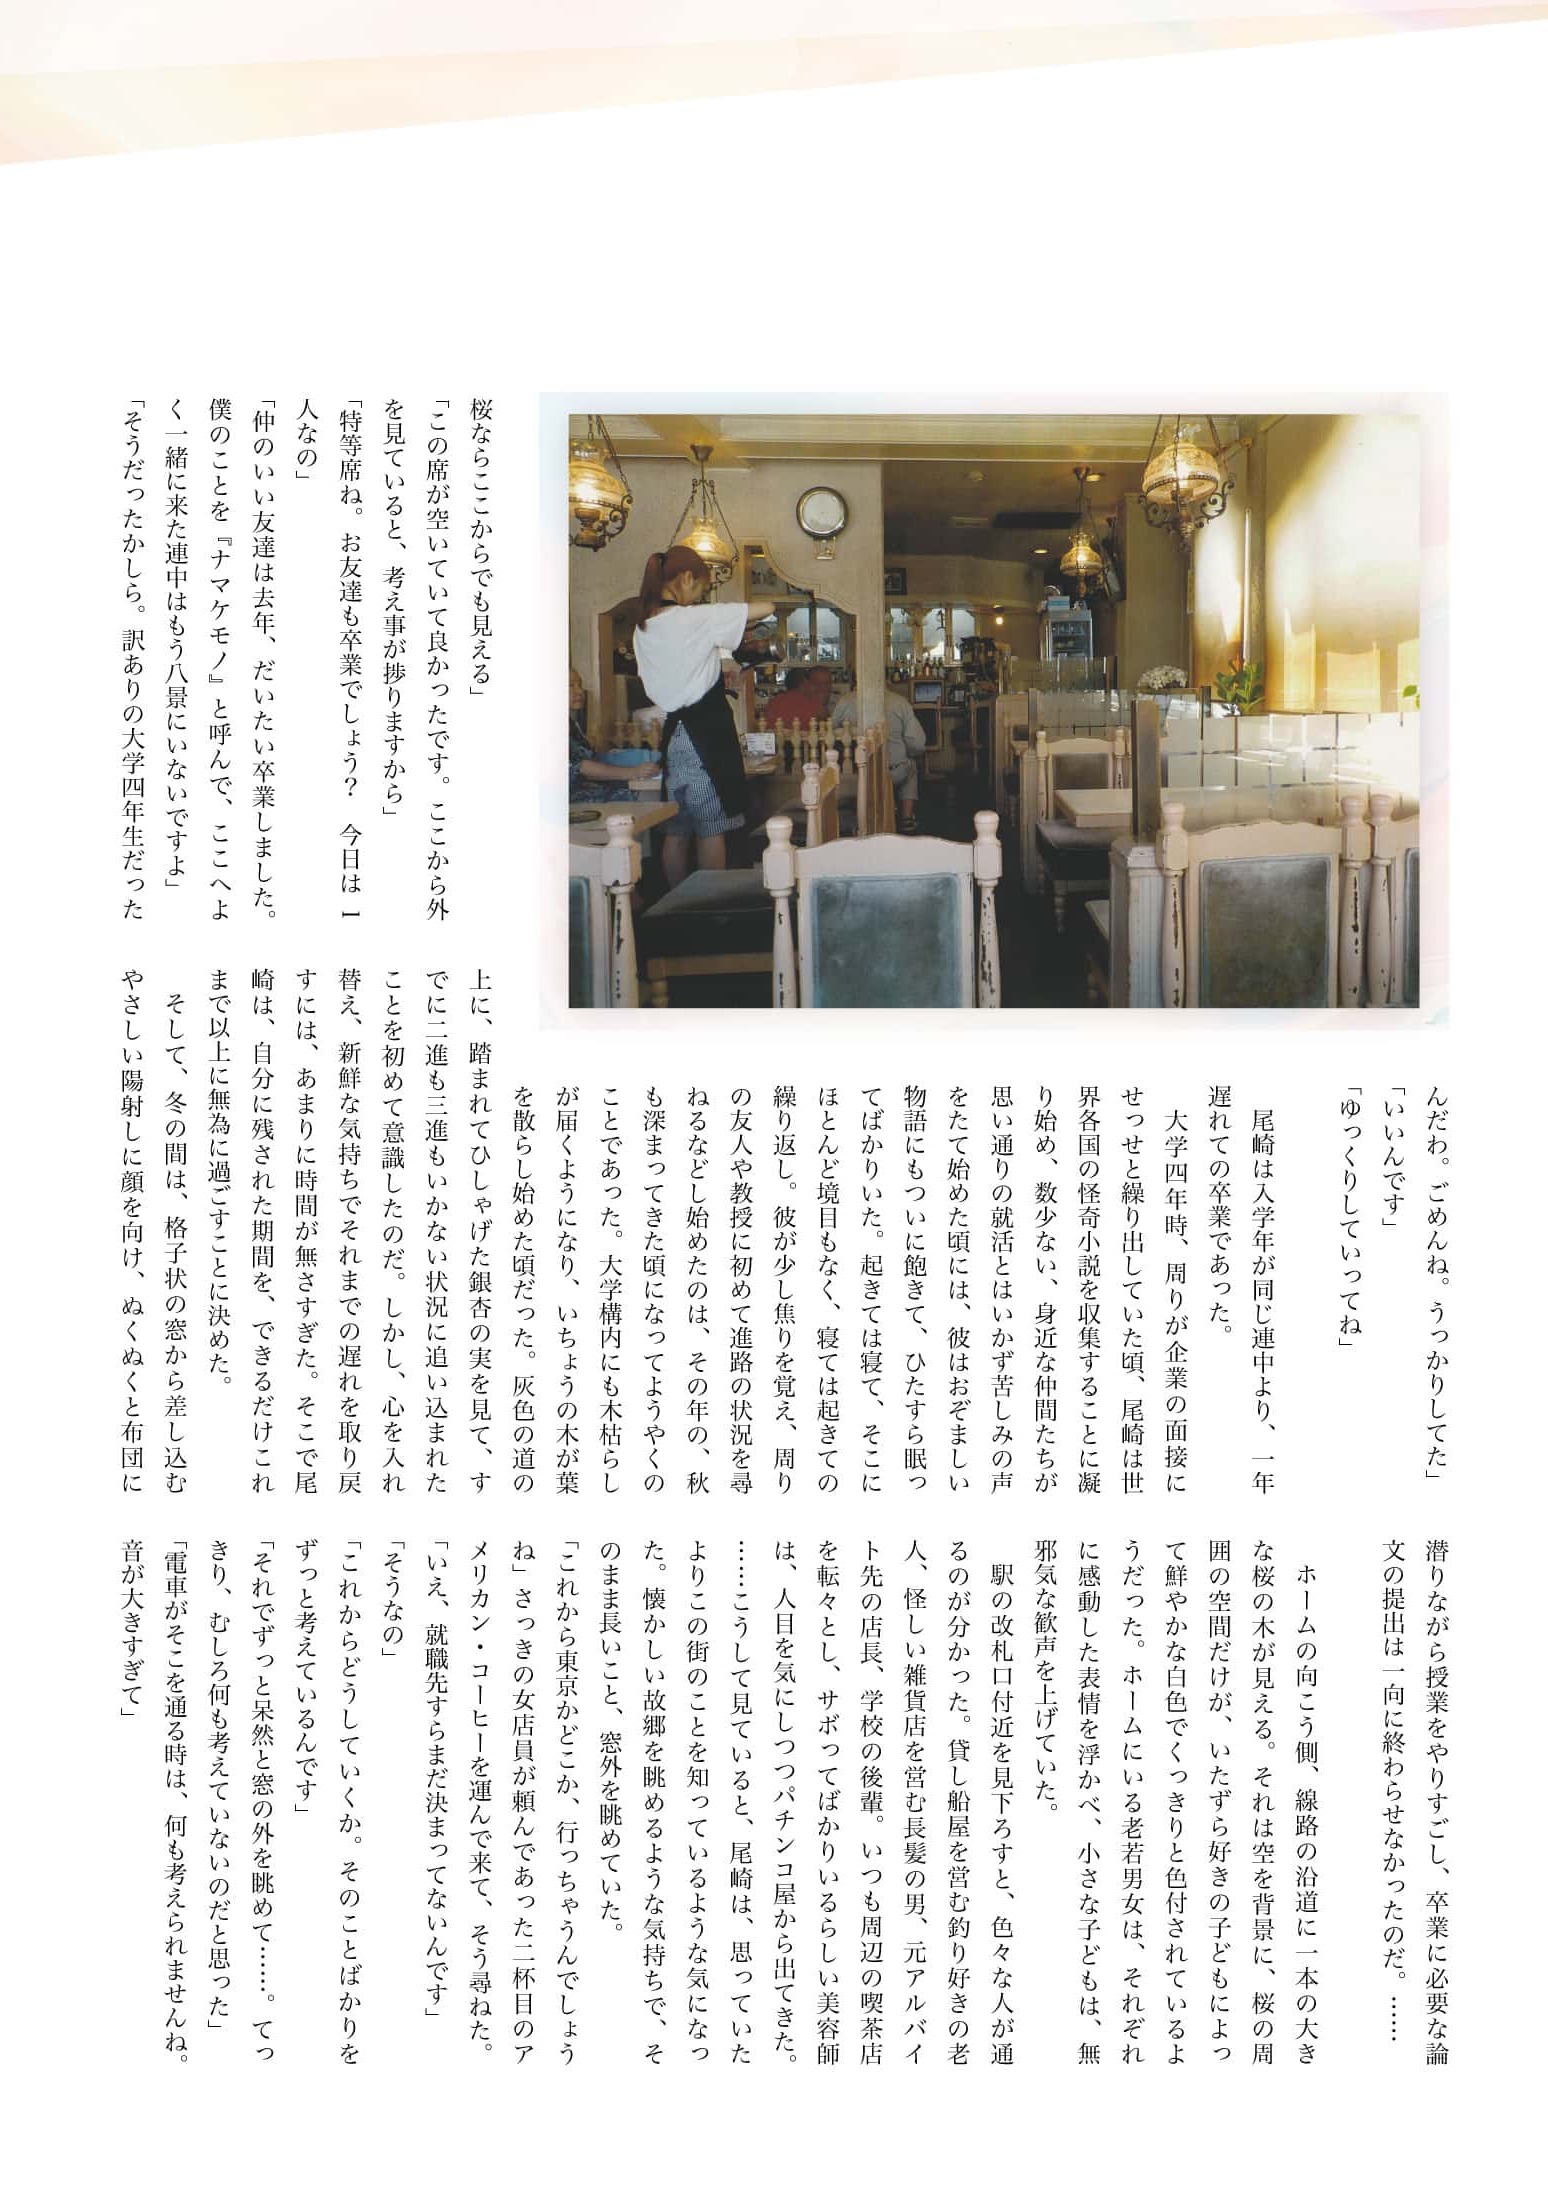 桜ならここからでも見える」
「この席が空いていて良かったです。ここから外
を見ていると、考え事が捗りますから」
「特等席ね。お友達も卒業でしょう？　今日は1
人なの」
「仲のいい友達は去年、だいたい卒業しました。
僕のことを『ナマケモノ』と呼んで、ここへよ
く一緒に来た連中はもう八景にいないですよ」
「そうだったかしら。訳ありの大学四年生だった
んだわ。ごめんね。うっかりしてた」
「いいんです」
「ゆっくりしていってね」
尾崎は入学年が同じ連中より、一年
遅れての卒業であった。
大学四年時、周りが企業の面接に
せっせと繰り出していた頃、尾崎は世
界各国の怪奇小説を収集することに凝
り始め、数少ない、身近な仲間たちが
思い通りの就活とはいかず苦しみの声
をたて始めた頃には、彼はおぞましい
物語にもついに飽きて、ひたすら眠っ
てばかりいた。起きては寝て、そこに
ほとんど境目もなく、寝ては起きての
繰り返し。彼が少し焦りを覚え、周り
の友人や教授に初めて進路の状況を尋
ねるなどし始めたのは、その年の、秋
も深まってきた頃になってようやくの
ことであった。大学構内にも木枯らし
が届くようになり、いちょうの木が葉
を散らし始めた頃だった。灰色の道の
上に、踏まれてひしゃげた銀杏の実を見て、す
でに二進も三進もいかない状況に追い込まれた
ことを初めて意識したのだ。しかし、心を入れ
替え、新鮮な気持ちでそれまでの遅れを取り戻
すには、あまりに時間が無さすぎた。そこで尾
崎は、自分に残された期間を、できるだけこれ
まで以上に無為に過ごすことに決めた。
そして、冬の間は、格子状の窓から差し込む
やさしい陽射しに顔を向け、ぬくぬくと布団に
潜りながら授業をやりすごし、卒業に必要な論
文の提出は一向に終わらせなかったのだ。……
ホームの向こう側、線路の沿道に一本の大き
な桜の木が見える。それは空を背景に、桜の周
囲の空間だけが、いたずら好きの子どもによっ
て鮮やかな白色でくっきりと色付されているよ
うだった。ホームにいる老若男女は、それぞれ
に感動した表情を浮かべ、小さな子どもは、無
邪気な歓声を上げていた。
駅の改札口付近を見下ろすと、色々な人が通
るのが分かった。貸し船屋を営む釣り好きの老
人、怪しい雑貨店を営む長髪の男、元アルバイ
ト先の店長、学校の後輩。いつも周辺の喫茶店
を転々とし、サボってばかりいるらしい美容師
は、人目を気にしつつパチンコ屋から出てきた。
……こうして見ていると、尾崎は、思っていた
よりこの街のことを知っているような気になっ
た。懐かしい故郷を眺めるような気持ちで、そ
のまま長いこと、窓外を眺めていた。
「これから東京かどこか、行っちゃうんでしょう
ね」さっきの女店員が頼んであった二杯目のア
メリカン・コーヒーを運んで来て、そう尋ねた。
「いえ、就職先すらまだ決まってないんです」
「そうなの」
「これからどうしていくか。そのことばかりを
ずっと考えているんです」
「それでずっと呆然と窓の外を眺めて……。てっ
きり、むしろ何も考えていないのだと思った」
「電車がそこを通る時は、何も考えられませんね。
音が大きすぎて」